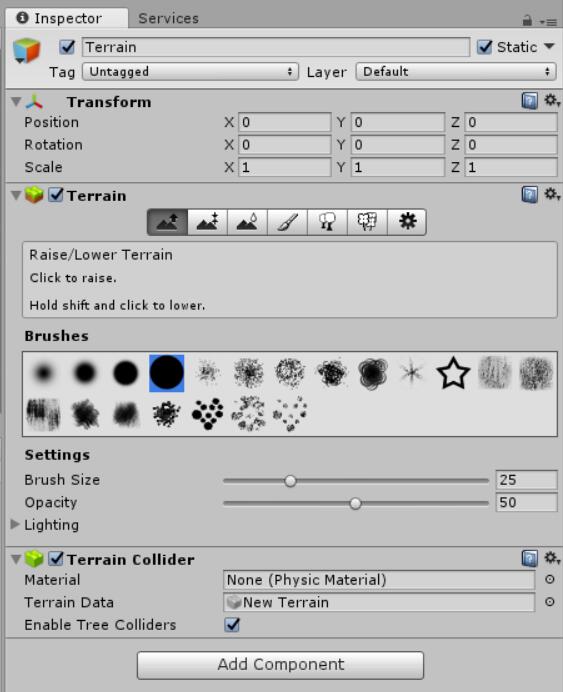 Inspector Services
Terrain Static
Tag Untagged Layer Default
Transform
Position X 0 Y 0 Z 0
Rotation X 0 Y 0 Z 0
Scale X 1 Y 1 Z 1
Terrain
Raise/Lower Terrain
Click to raise.
Hold shift and click to lower.
Brushes
Settings
Brush Size 25
Opacity 50
Lighting
Terrain Collider
Material None (Physic Material)
Terrain Data New Terrain
Enable Tree Colliders
Add Component